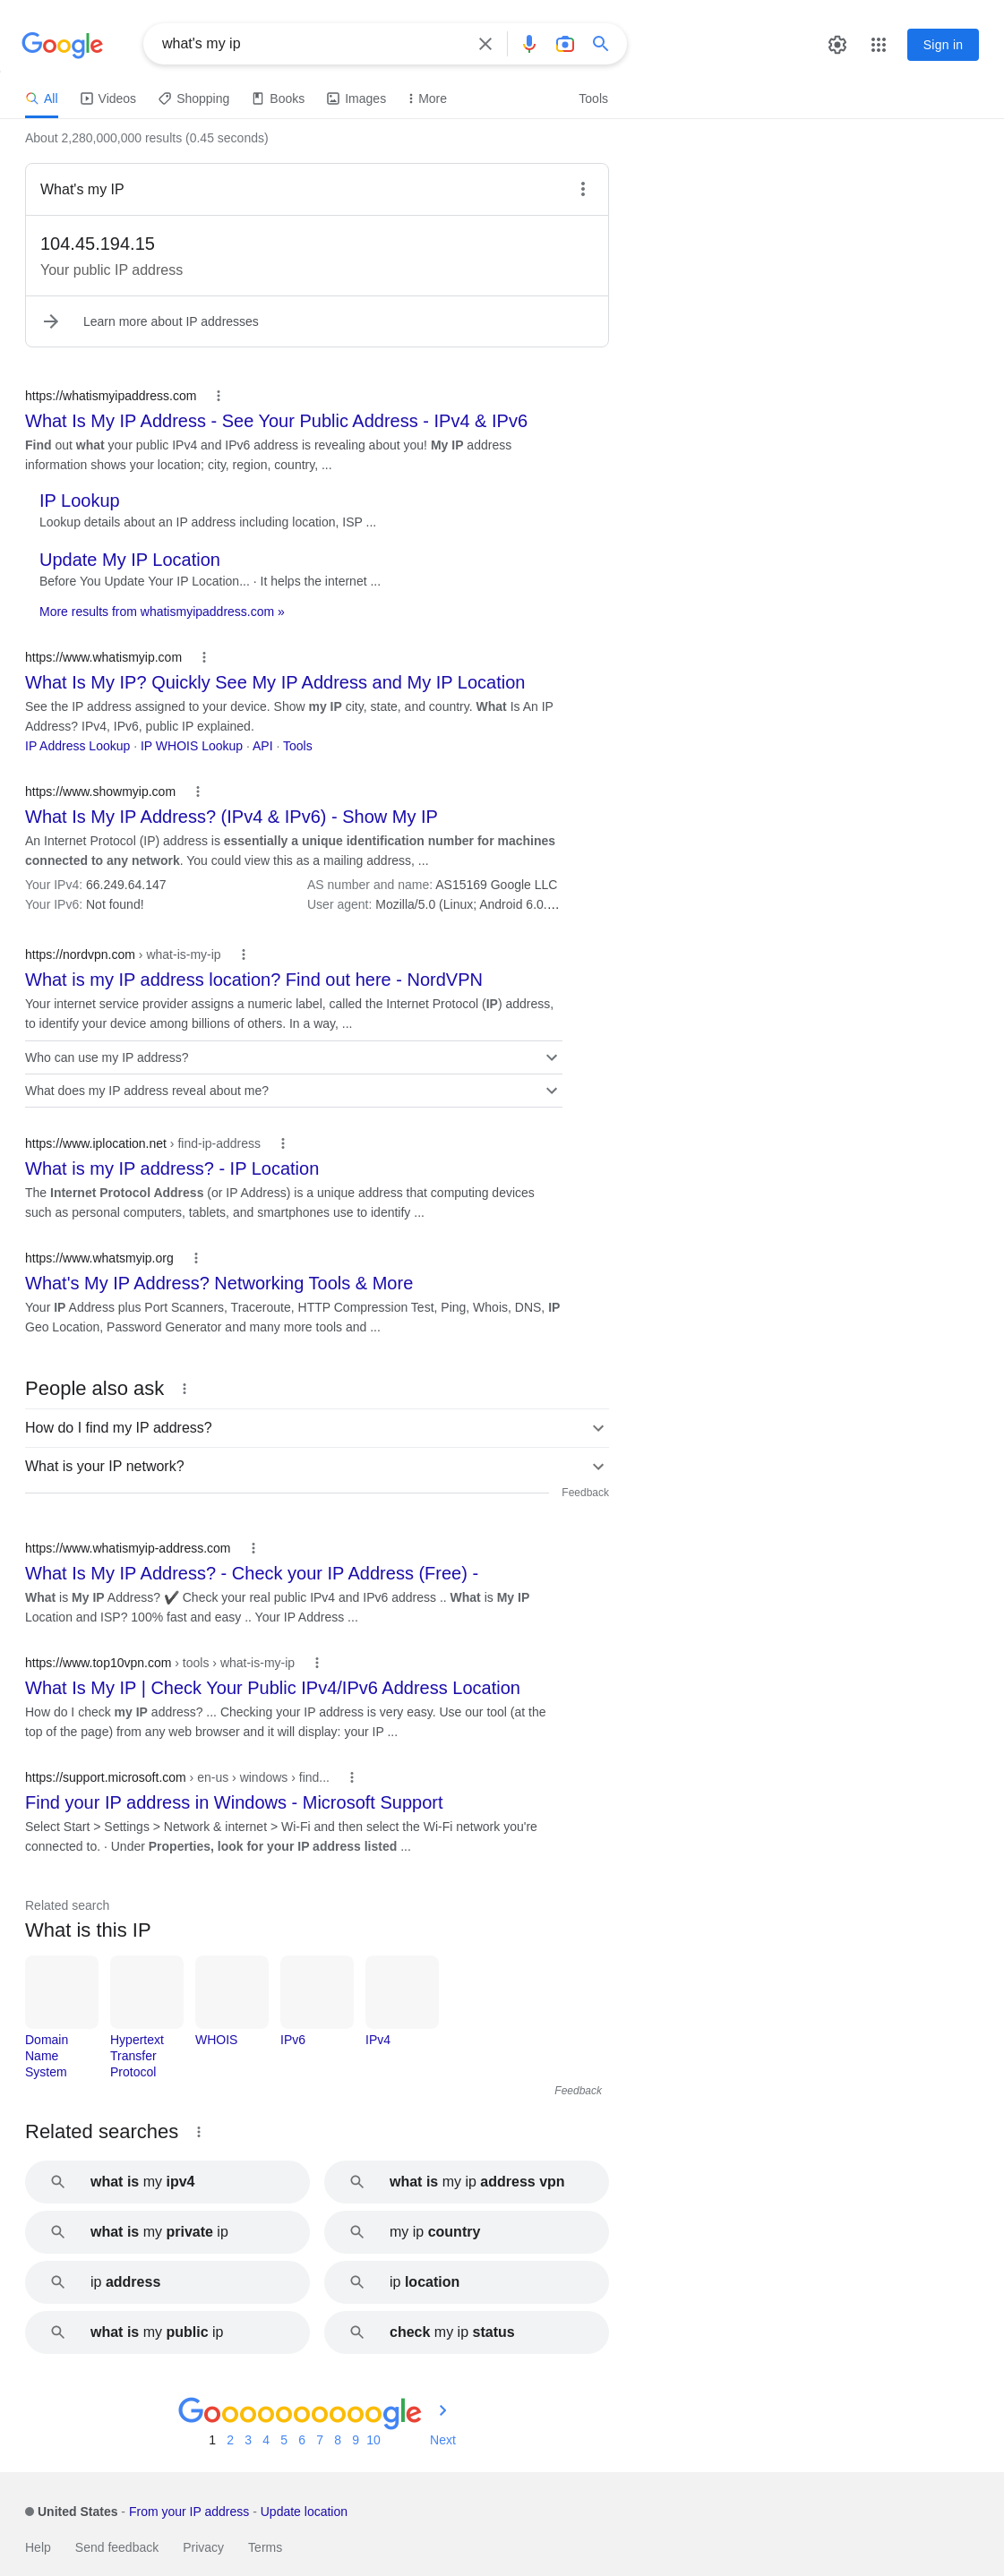 Google
what's my ip
Sign in
All
Videos
Shopping
Books
Images
More
Tools
About 2,280,000,000 results (0.45 seconds)
What's my IP
104.45.194.15
Your public IP address
Learn more about IP addresses
https://whatismyipaddress.com
What Is My IP Address - See Your Public Address - IPv4 & IPv6
Find out what your public IPv4 and IPv6 address is revealing about you! My IP address
information shows your location; city, region, country, ...
IP Lookup
Lookup details about an IP address including location, ISP ...
Update My IP Location
Before You Update Your IP Location... · It helps the internet ...
More results from whatismyipaddress.com »
https://www.whatismyip.com
What Is My IP? Quickly See My IP Address and My IP Location
See the IP address assigned to your device. Show my IP city, state, and country. What Is An IP
Address? IPv4, IPv6, public IP explained.
IP Address Lookup · IP WHOIS Lookup · API · Tools
https://www.showmyip.com
What Is My IP Address? (IPv4 & IPv6) - Show My IP
An Internet Protocol (IP) address is essentially a unique identification number for machines
connected to any network. You could view this as a mailing address, ...
Your IPv4: 66.249.64.147
AS number and name: AS15169 Google LLC
Your IPv6: Not found!
User agent: Mozilla/5.0 (Linux; Android 6.0....
https://nordvpn.com › what-is-my-ip
What is my IP address location? Find out here - NordVPN
Your internet service provider assigns a numeric label, called the Internet Protocol (IP) address,
to identify your device among billions of others. In a way, ...
Who can use my IP address?
What does my IP address reveal about me?
https://www.iplocation.net › find-ip-address
What is my IP address? - IP Location
The Internet Protocol Address (or IP Address) is a unique address that computing devices
such as personal computers, tablets, and smartphones use to identify ...
https://www.whatsmyip.org
What's My IP Address? Networking Tools & More
Your IP Address plus Port Scanners, Traceroute, HTTP Compression Test, Ping, Whois, DNS, IP
Geo Location, Password Generator and many more tools and ...
People also ask
How do I find my IP address?
What is your IP network?
Feedback
https://www.whatismyip-address.com
What Is My IP Address? - Check your IP Address (Free) -
What is My IP Address? ✔️ Check your real public IPv4 and IPv6 address .. What is My IP
Location and ISP? 100% fast and easy .. Your IP Address ...
https://www.top10vpn.com › tools › what-is-my-ip
What Is My IP | Check Your Public IPv4/IPv6 Address Location
How do I check my IP address? ... Checking your IP address is very easy. Use our tool (at the
top of the page) from any web browser and it will display: your IP ...
https://support.microsoft.com › en-us › windows › find...
Find your IP address in Windows - Microsoft Support
Select Start > Settings > Network & internet > Wi-Fi and then select the Wi-Fi network you're
connected to. · Under Properties, look for your IP address listed ...
Related search
What is this IP
Domain
Name
System
Hypertext
Transfer
Protocol
WHOIS
IPv6
IPv4
Feedback
Related searches
what is my ipv4
what is my ip address vpn
what is my private ip
my ip country
ip address
ip location
what is my public ip
check my ip status
Goooooooooogle
1 2 3 4 5 6 7 8 9 10
Next
United States - From your IP address - Update location
Help
Send feedback
Privacy
Terms